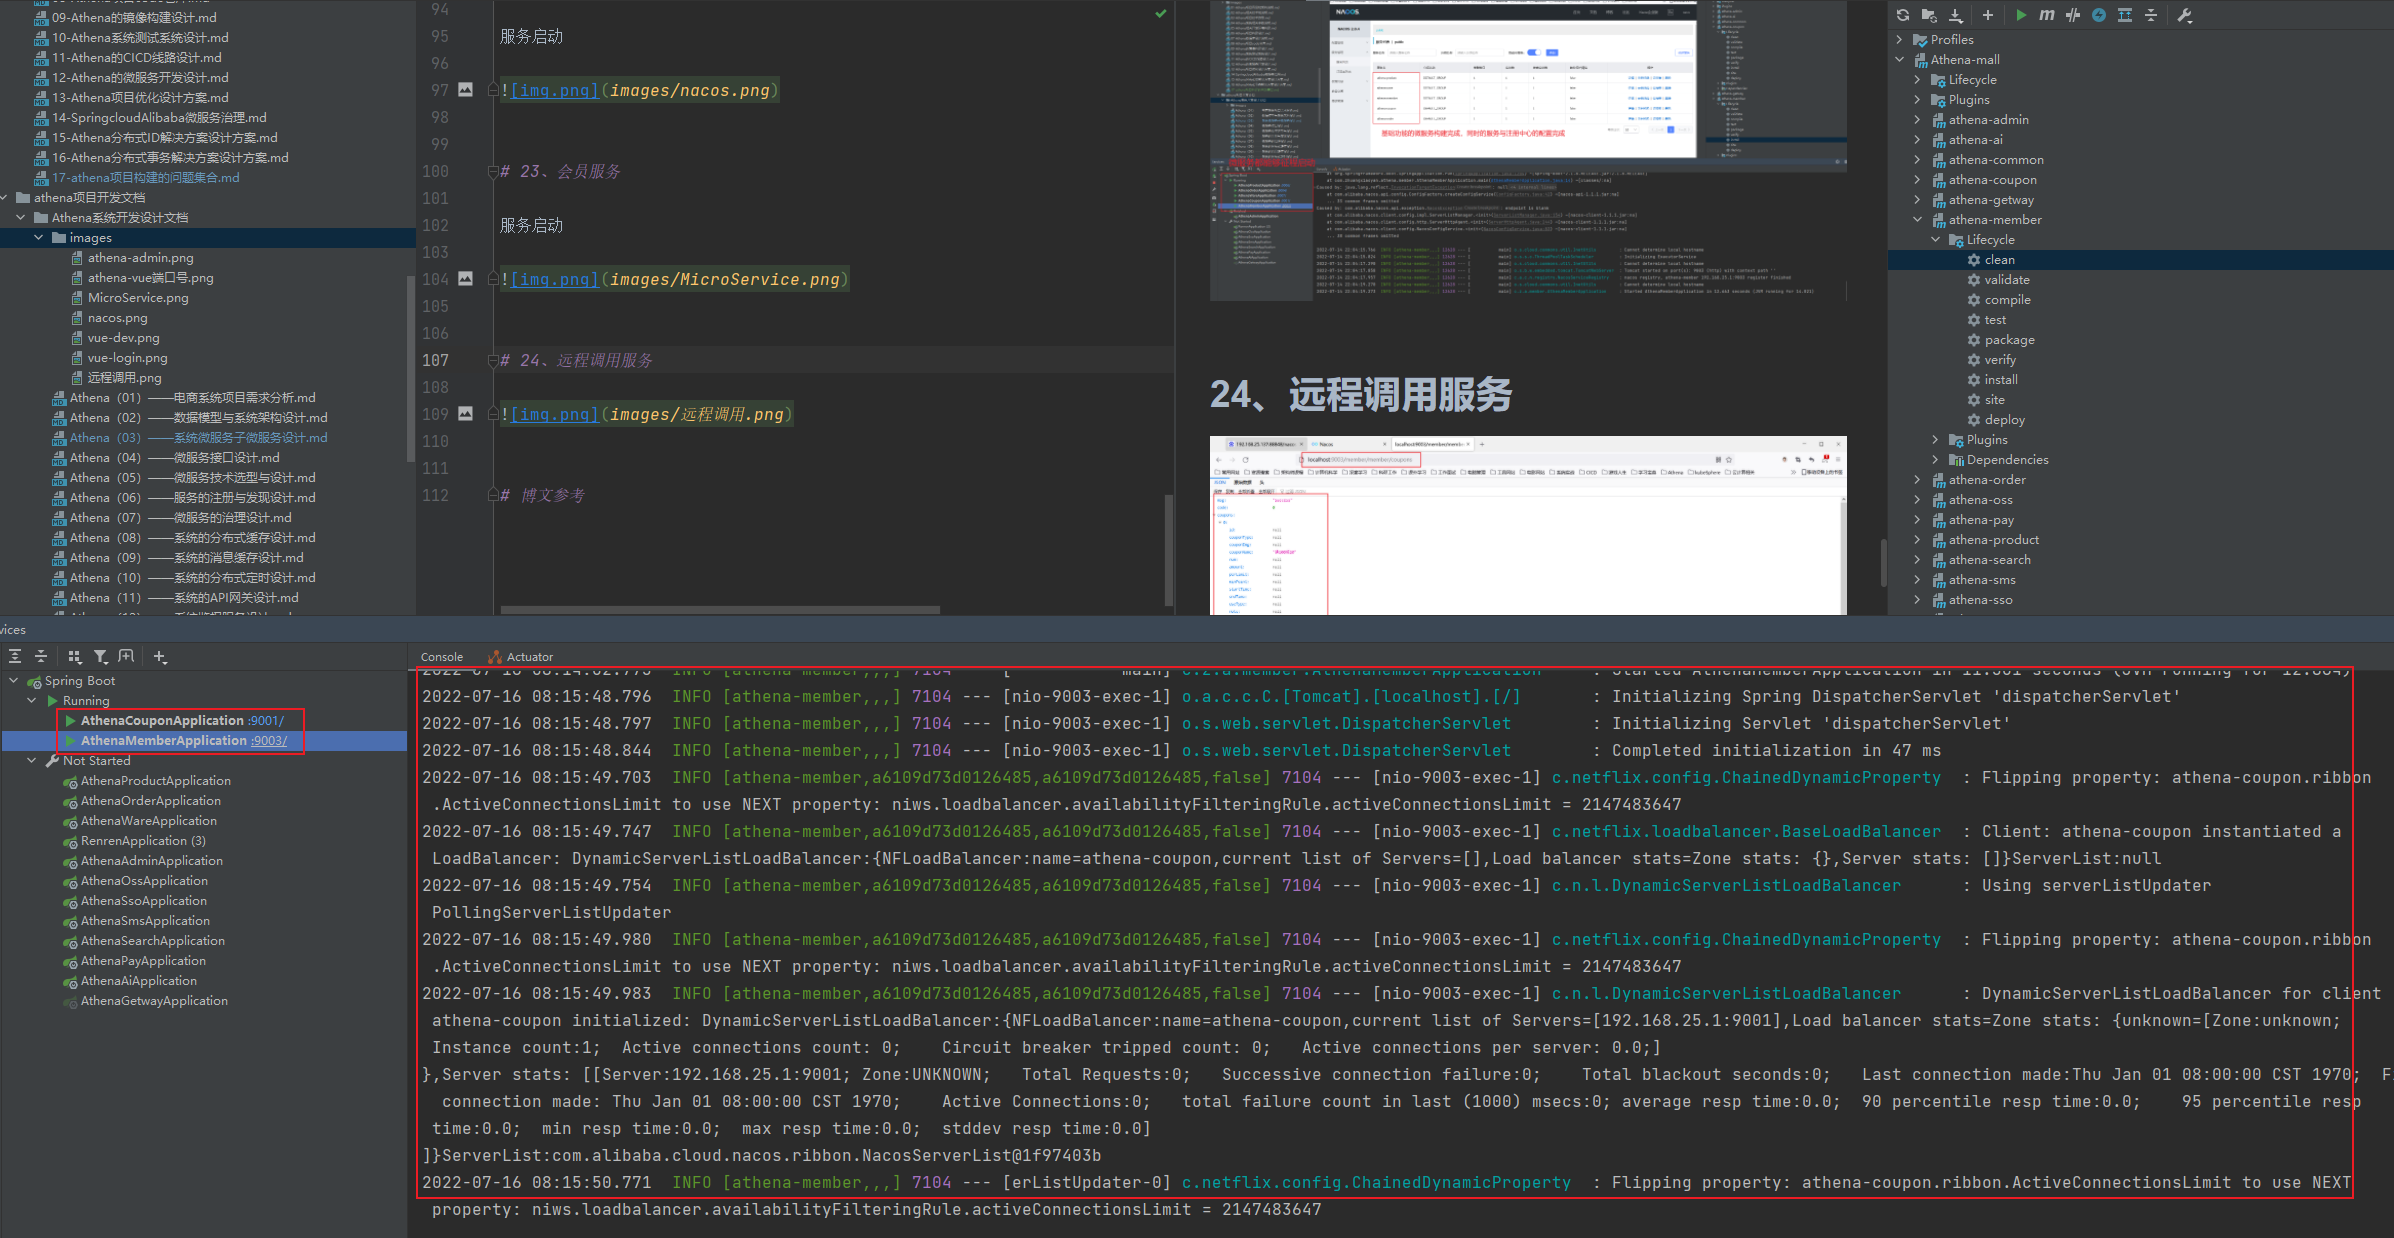 09-Athena的镜像构建设计.md
10-Athena系统测试系统设计.md
11-Athena的CICD线路设计.md
12-Athena的微服务开发设计.md
13-Athena项目优化设计方案.md
14-SpringcloudAlibaba微服务治理.md
15-Athena分布式ID解决方案设计方案.md
16-Athena分布式事务解决方案设计方案.md
17-athena项目构建的问题集合.md
athena项目开发文档
Athena系统开发设计文档
images
athena-admin.png
athena-vue端口号.png
MicroService.png
nacos.png
vue-dev.png
vue-login.png
远程调用.png
Athena（01）——电商系统项目需求分析.md
Athena（02）——数据模型与系统架构设计.md
Athena（03）——系统微服务子微服务设计.md
Athena（04）——微服务接口设计.md
Athena（05）——微服务技术选型与设计.md
Athena（06）——服务的注册与发现设计.md
Athena（07）——微服务的治理设计.md
Athena（08）——系统的分布式缓存设计.md
Athena（09）——系统的消息缓存设计.md
Athena（10）——系统的分布式定时设计.md
Athena（11）——系统的API网关设计.md
94
95 服务启动
96
97 ![img.png](images/nacos.png)
98
99
100 # 23、会员服务
101
102 服务启动
103
104 ![img.png](images/MicroService.png)
105
106
107 # 24、远程调用服务
108
109 ![img.png](images/远程调用.png)
110
111
112 # 博文参考
NACOS.
基础功能的微服务构建完成，同时的服务与注册中心的配置完成
24、远程调用服务
localhost:9003/member/member/coupons
Profiles
Athena-mall
Lifecycle
Plugins
athena-admin
athena-ai
athena-common
athena-coupon
athena-getway
athena-member
Lifecycle
clean
validate
compile
test
package
verify
install
site
deploy
Plugins
Dependencies
athena-order
athena-oss
athena-pay
athena-product
athena-search
athena-sms
athena-sso
vices
Spring Boot
Running
AthenaCouponApplication :9001/
AthenaMemberApplication :9003/
Not Started
AthenaProductApplication
AthenaOrderApplication
AthenaWareApplication
RenrenApplication (3)
AthenaAdminApplication
AthenaOssApplication
AthenaSsoApplication
AthenaSmsApplication
AthenaSearchApplication
AthenaPayApplication
AthenaAiApplication
AthenaGetwayApplication
Console Actuator
2022-07-16 08:15:48.796 INFO [athena-member,,,] 7104 --- [nio-9003-exec-1] o.a.c.c.C.[Tomcat].[localhost].[/] : Initializing Spring DispatcherServlet 'dispatcherServlet'
2022-07-16 08:15:48.797 INFO [athena-member,,,] 7104 --- [nio-9003-exec-1] o.s.web.servlet.DispatcherServlet : Initializing Servlet 'dispatcherServlet'
2022-07-16 08:15:48.844 INFO [athena-member,,,] 7104 --- [nio-9003-exec-1] o.s.web.servlet.DispatcherServlet : Completed initialization in 47 ms
2022-07-16 08:15:49.703 INFO [athena-member,a6109d73d0126485,a6109d73d0126485,false] 7104 --- [nio-9003-exec-1] c.netflix.config.ChainedDynamicProperty : Flipping property: athena-coupon.ribbon
.ActiveConnectionsLimit to use NEXT property: niws.loadbalancer.availabilityFilteringRule.activeConnectionsLimit = 2147483647
2022-07-16 08:15:49.747 INFO [athena-member,a6109d73d0126485,a6109d73d0126485,false] 7104 --- [nio-9003-exec-1] c.netflix.loadbalancer.BaseLoadBalancer : Client: athena-coupon instantiated a
LoadBalancer: DynamicServerListLoadBalancer:{NFLoadBalancer:name=athena-coupon,current list of Servers=[],Load balancer stats=Zone stats: {},Server stats: []}ServerList:null
2022-07-16 08:15:49.754 INFO [athena-member,a6109d73d0126485,a6109d73d0126485,false] 7104 --- [nio-9003-exec-1] c.n.l.DynamicServerListLoadBalancer : Using serverListUpdater
PollingServerListUpdater
2022-07-16 08:15:49.980 INFO [athena-member,a6109d73d0126485,a6109d73d0126485,false] 7104 --- [nio-9003-exec-1] c.netflix.config.ChainedDynamicProperty : Flipping property: athena-coupon.ribbon
.ActiveConnectionsLimit to use NEXT property: niws.loadbalancer.availabilityFilteringRule.activeConnectionsLimit = 2147483647
2022-07-16 08:15:49.983 INFO [athena-member,a6109d73d0126485,a6109d73d0126485,false] 7104 --- [nio-9003-exec-1] c.n.l.DynamicServerListLoadBalancer : DynamicServerListLoadBalancer for client
athena-coupon initialized: DynamicServerListLoadBalancer:{NFLoadBalancer:name=athena-coupon,current list of Servers=[192.168.25.1:9001],Load balancer stats=Zone stats: {unknown=[Zone:unknown;
Instance count:1; Active connections count: 0; Circuit breaker tripped count: 0; Active connections per server: 0.0;]
},Server stats: [[Server:192.168.25.1:9001; Zone:UNKNOWN; Total Requests:0; Successive connection failure:0; Total blackout seconds:0; Last connection made:Thu Jan 01 08:00:00 CST 1970; F
connection made: Thu Jan 01 08:00:00 CST 1970; Active Connections:0; total failure count in last (1000) msecs:0; average resp time:0.0; 90 percentile resp time:0.0; 95 percentile resp
time:0.0; min resp time:0.0; max resp time:0.0; stddev resp time:0.0]
]}ServerList:com.alibaba.cloud.nacos.ribbon.NacosServerList@1f97403b
2022-07-16 08:15:50.771 INFO [athena-member,,,] 7104 --- [erListUpdater-0] c.netflix.config.ChainedDynamicProperty : Flipping property: athena-coupon.ribbon.ActiveConnectionsLimit to use NEXT
property: niws.loadbalancer.availabilityFilteringRule.activeConnectionsLimit = 2147483647